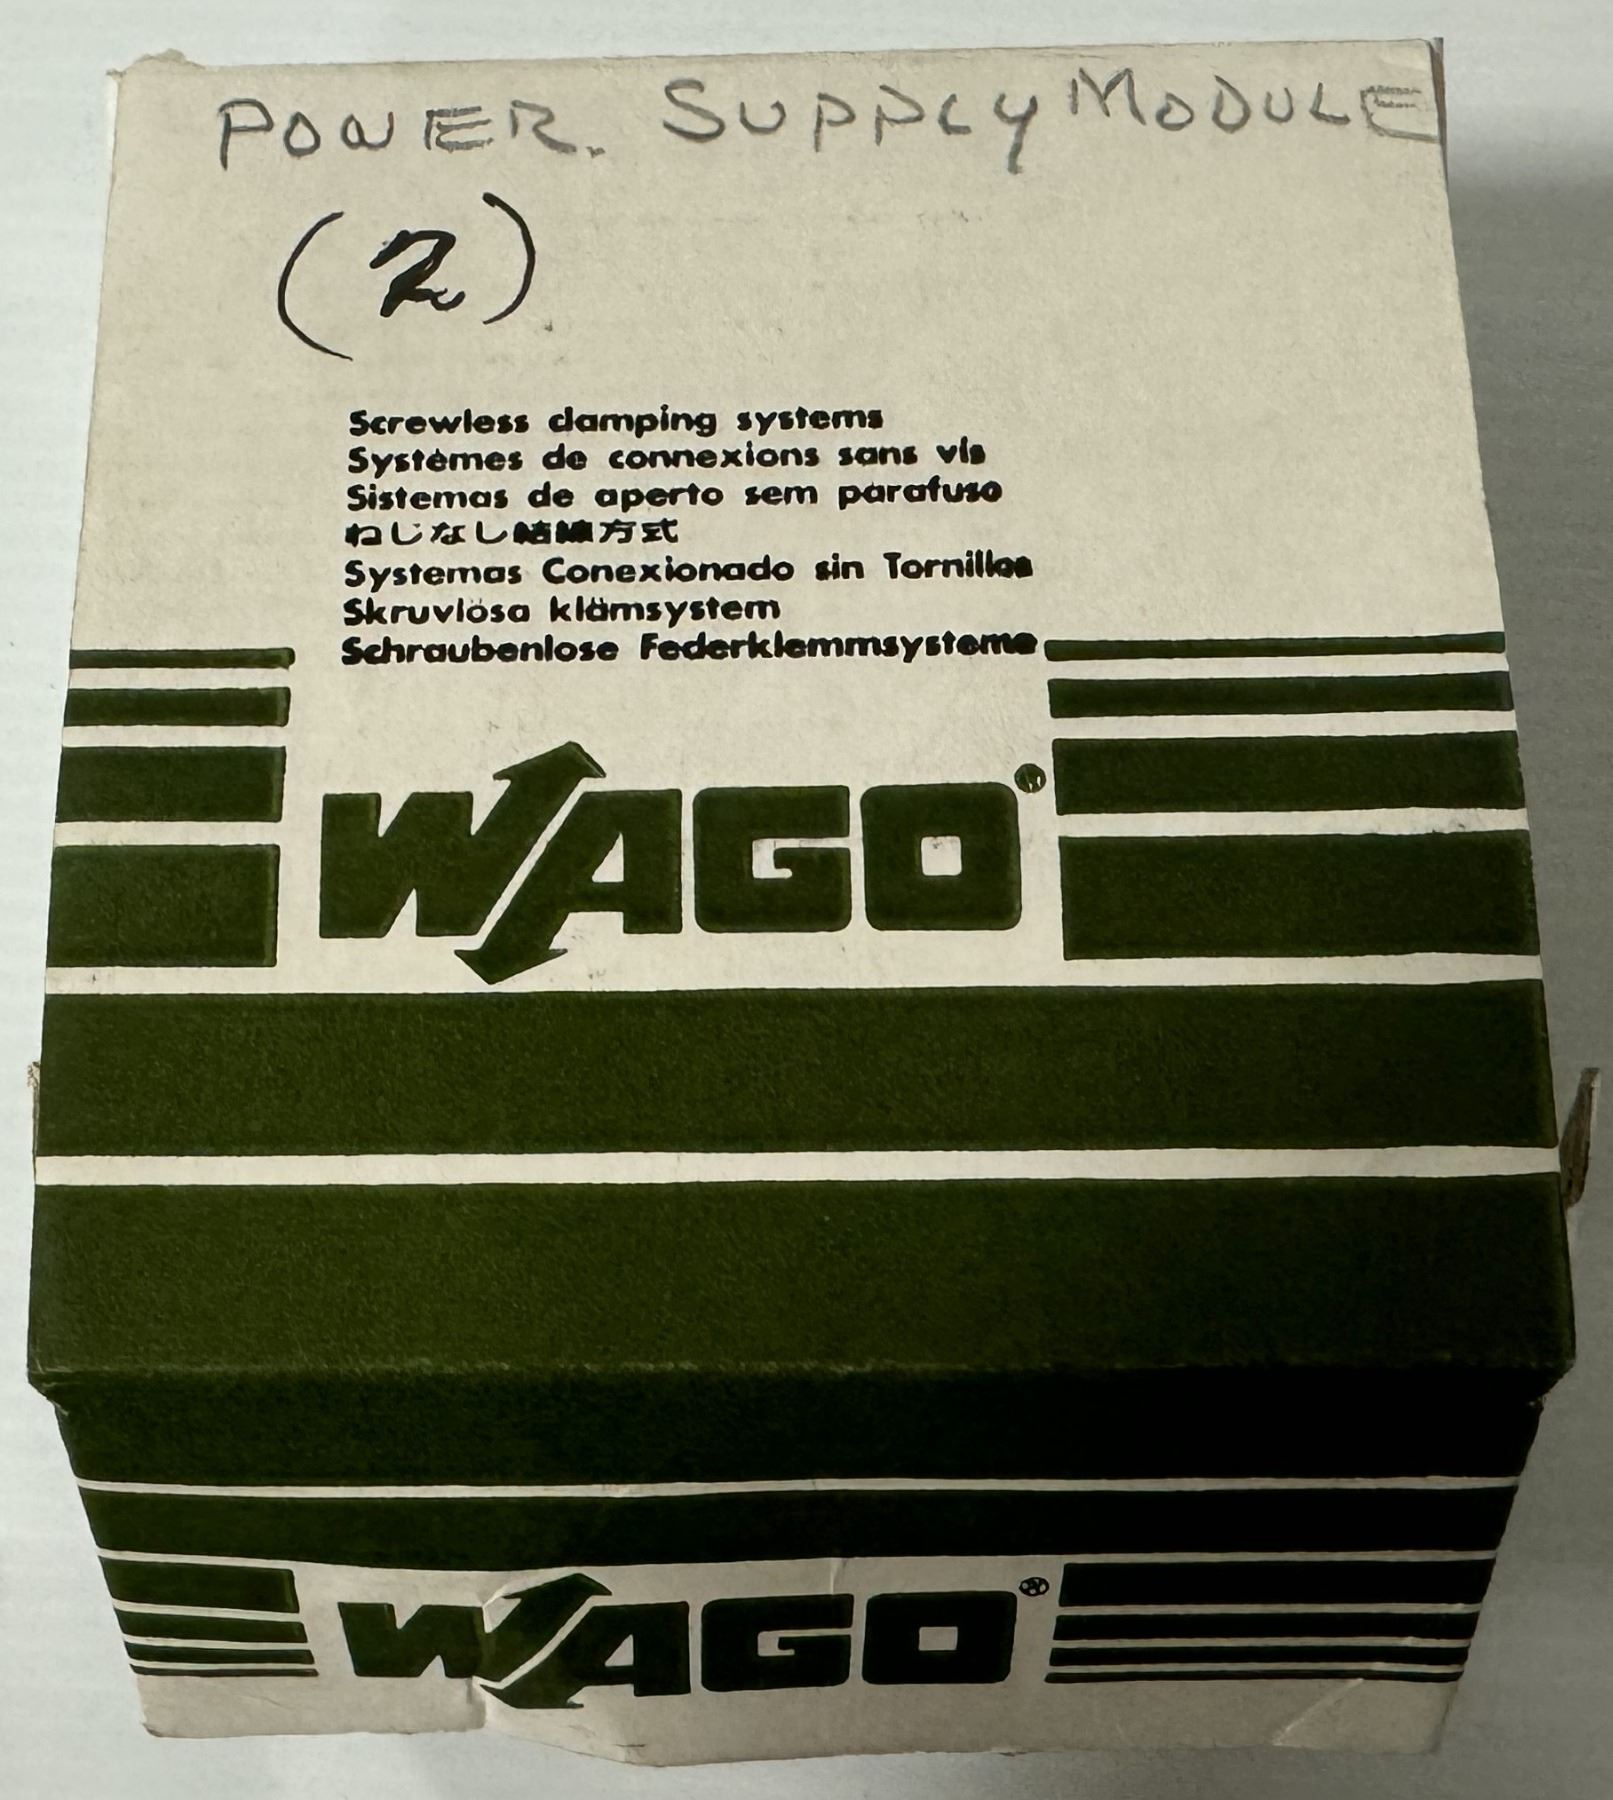 POWER. SUPPLY MODULE
(2)
Screwless clamping systems
Systèmes de connexions sans vis
Sistemas de aperto sem parafuso
ねじなし結線方式
Systemas Conexionado sin Tornillos
Skruvlösa klämsystem
Schraubenlose Federklemmsysteme
WAGO®
WAGO®